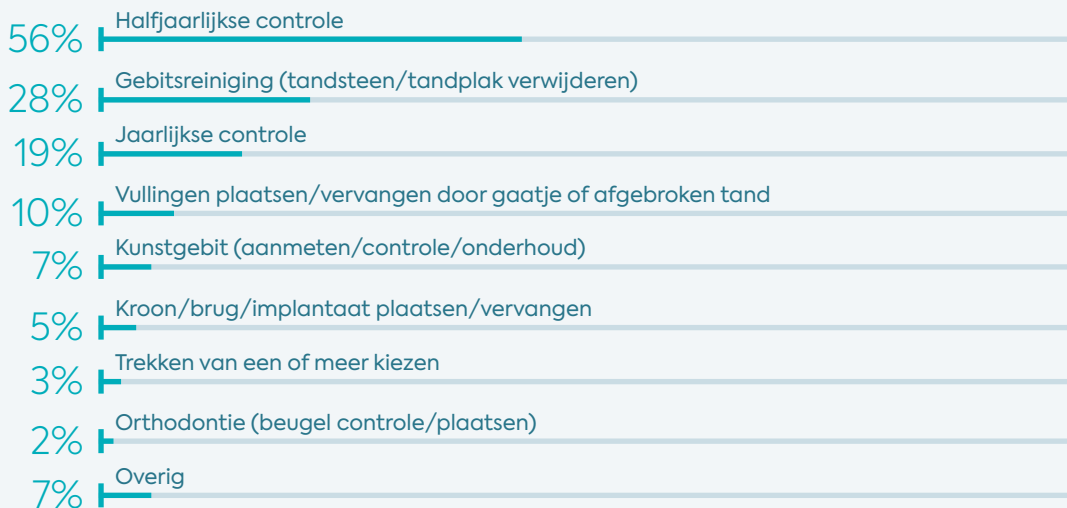 Halfjaarlijkse controle
56%
Gebitsreiniging (tandsteen/tandplak verwijderen)
28%
Jaarlijkse controle
19%
Vullingen plaatsen/vervangen door gaatje of afgebroken tand
10%
Kunstgebit (aanmeten/controle/onderhoud)
7%
Kroon/brug/implantaat plaatsen/vervangen
5%
Trekken van een of meer kiezen
3%
Orthodontie (beugel controle/plaatsen)
2%
Overig
7%